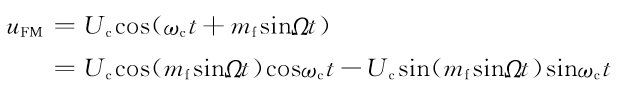 u_FM = U_c cos(ω_c t + m_f sinΩt)
= U_c cos(m_f sinΩt)cosω_c t − U_c sin(m_f sinΩt)sinω_c t